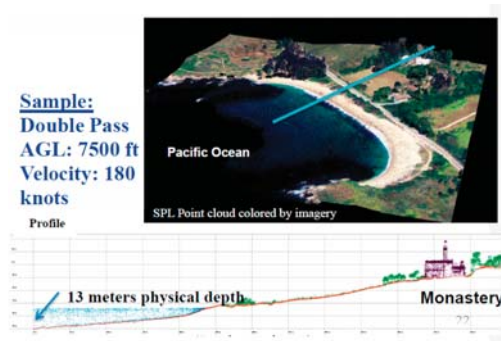 Sample:
Double Pass
AGL: 7500 ft
Velocity: 180
knots
Pacific Ocean
SPL Point cloud colored by imagery
Profile
13 meters physical depth
Monastery
22